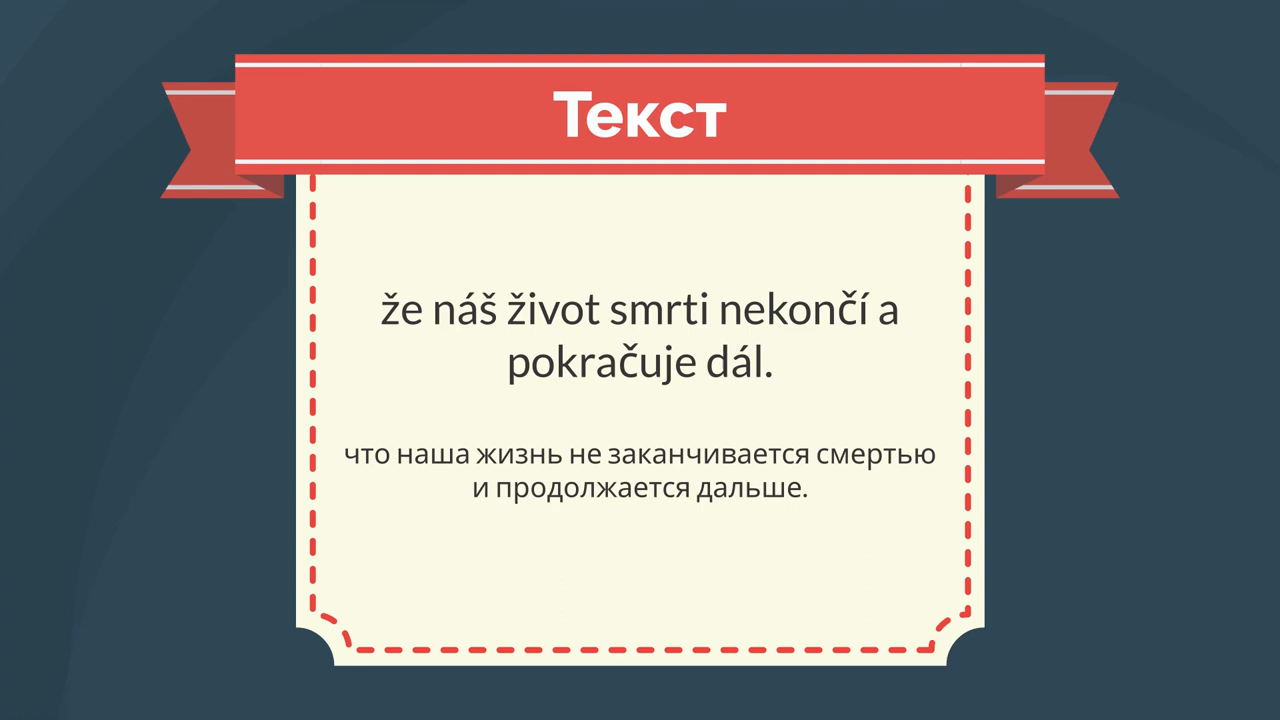 Текст
že náš život smrti nekončí a
pokračuje dál.
что наша жизнь не заканчивается смертью
и продолжается дальше.